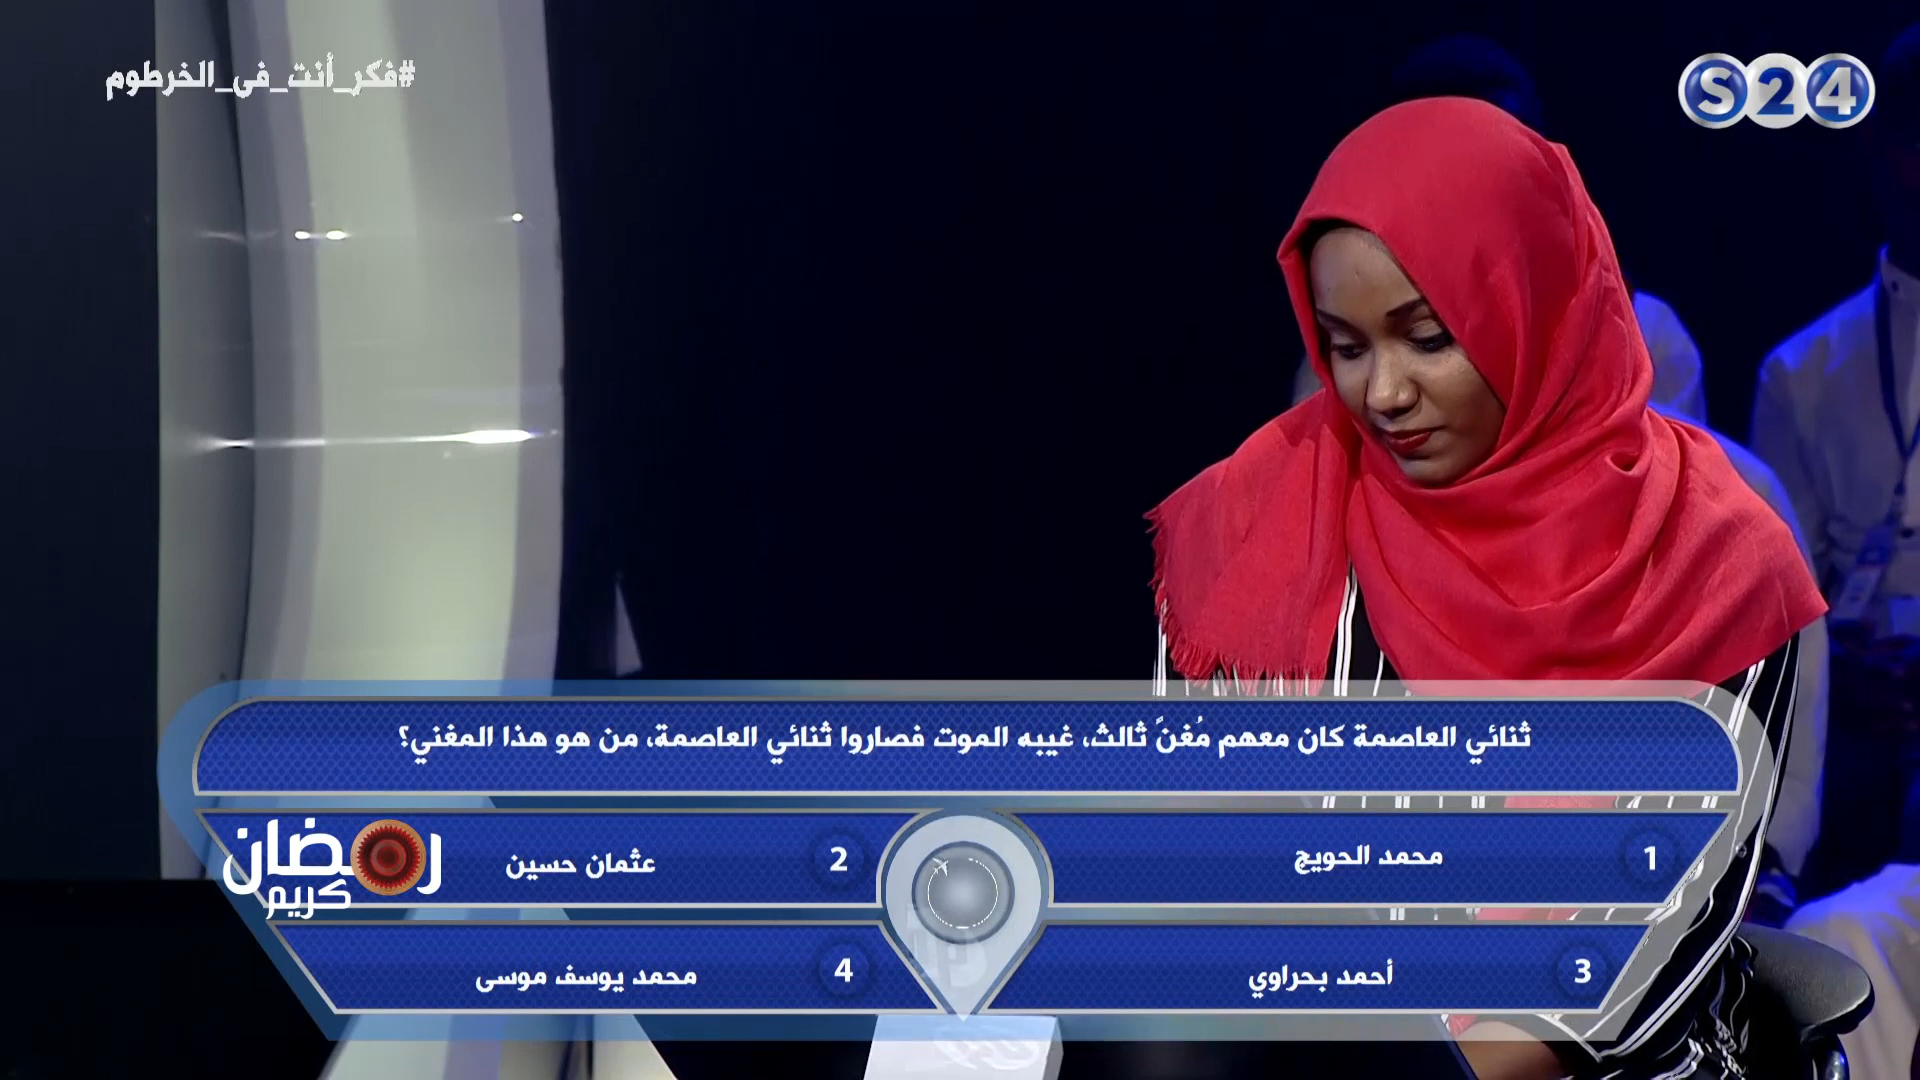 #فكر_أنت_في_الخرطوم
S24
ثنائي العاصمة كان معهم مُغنً ثالث، غيبه الموت فصاروا ثنائي العاصمة، من هو هذا المغني؟
1 محمد الحويج
2 عثمان حسين
3 أحمد بحراوي
4 محمد يوسف موسى
رمضان
كريم